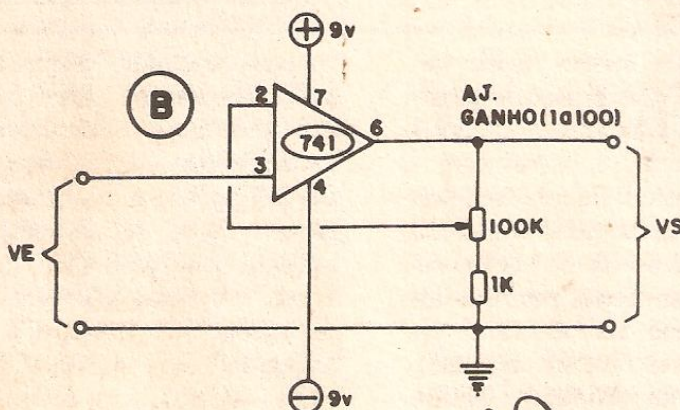 + 9v
B
2
7
AJ.
GANHO(1a100)
741
6
3
4
VE
100K
VS
1K
− 9v